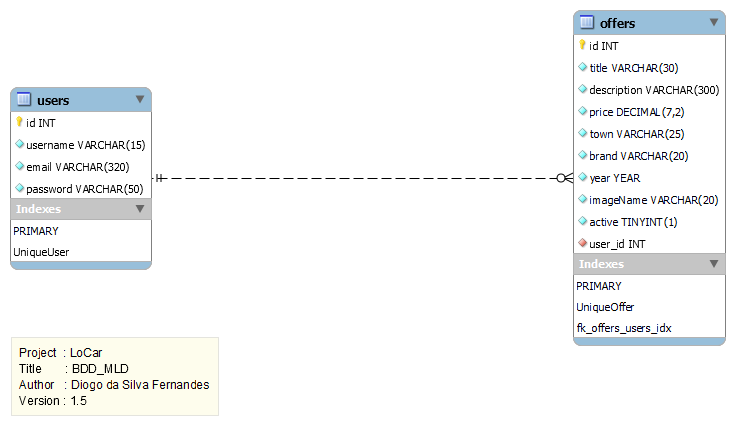 users
id INT
username VARCHAR(15)
email VARCHAR(320)
password VARCHAR(50)
Indexes
PRIMARY
UniqueUser
offers
id INT
title VARCHAR(30)
description VARCHAR(300)
price DECIMAL(7,2)
town VARCHAR(25)
brand VARCHAR(20)
year YEAR
imageName VARCHAR(20)
active TINYINT(1)
user_id INT
Indexes
PRIMARY
UniqueOffer
fk_offers_users_idx
Project : LoCar
Title : BDD_MLD
Author : Diogo da Silva Fernandes
Version : 1.5